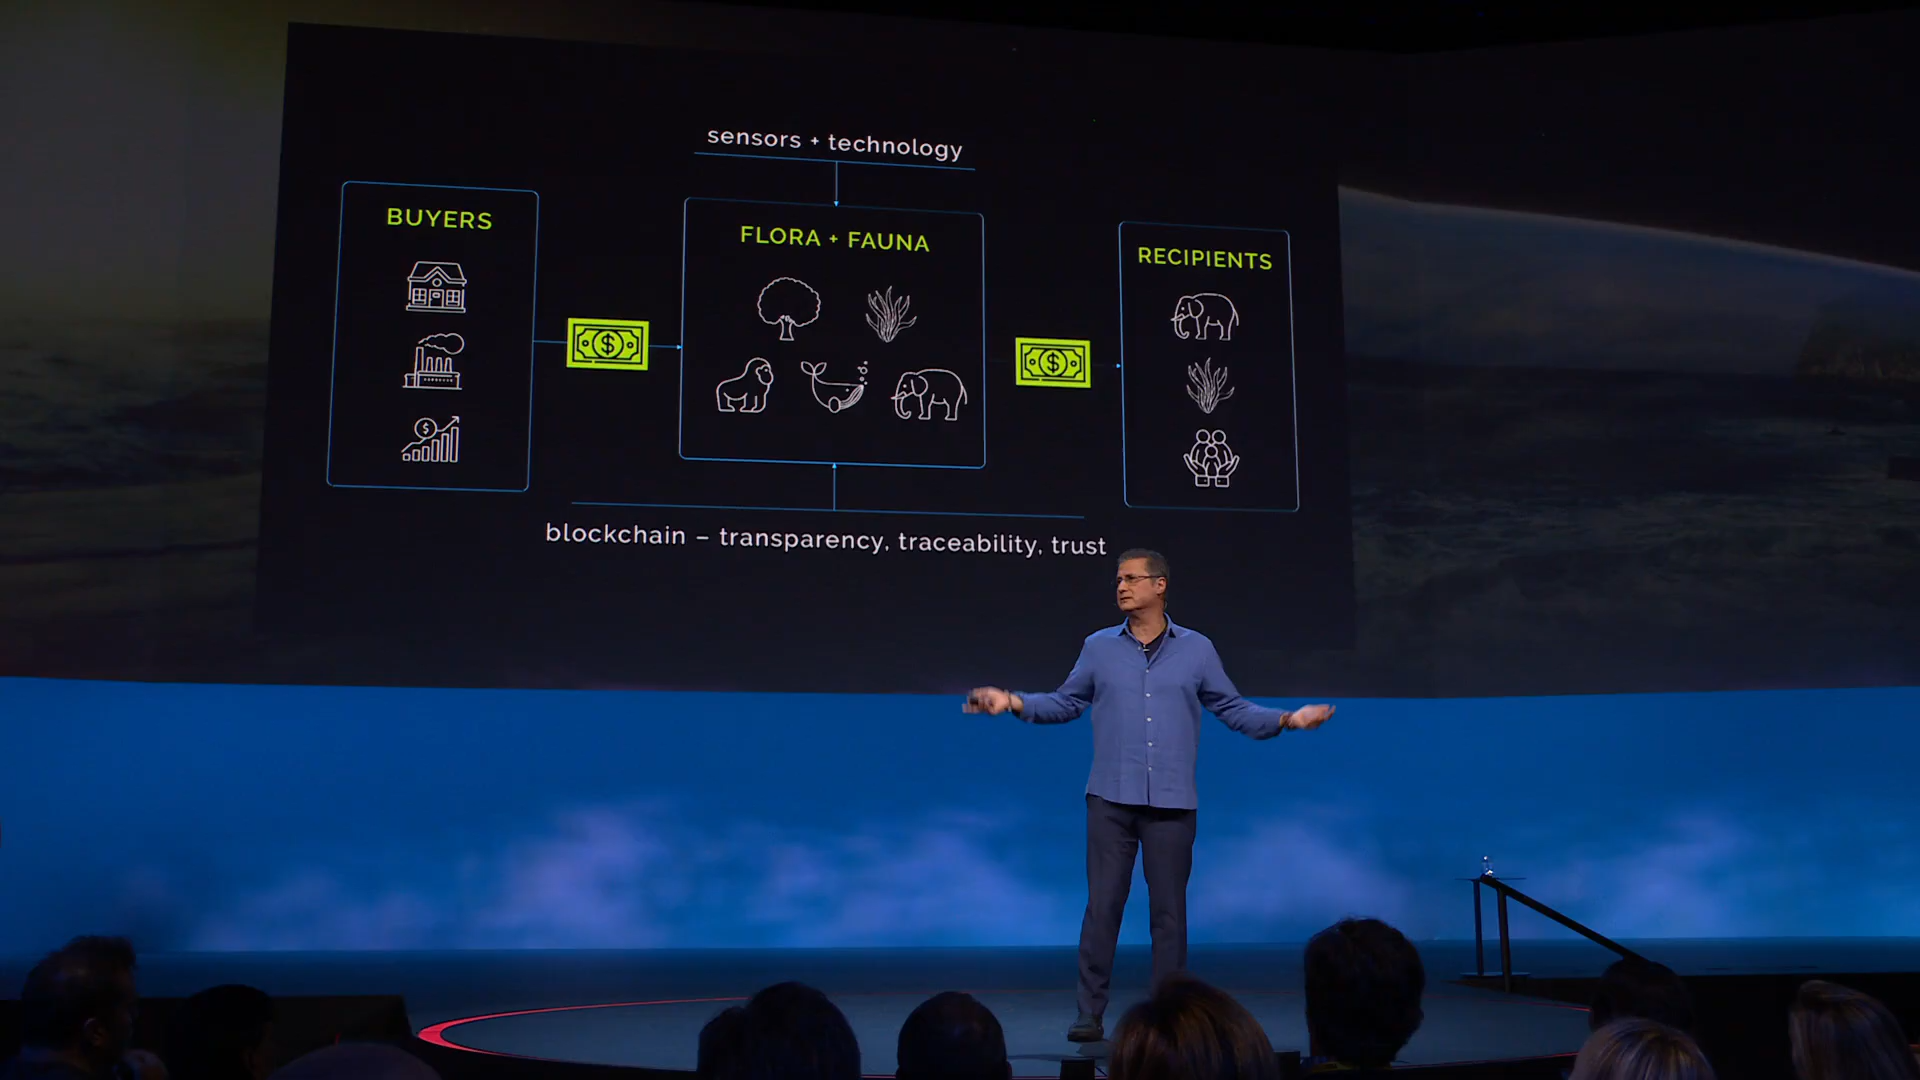 sensors + technology
BUYERS
FLORA + FAUNA
RECIPIENTS
$
$
$
blockchain – transparency, traceability, trust